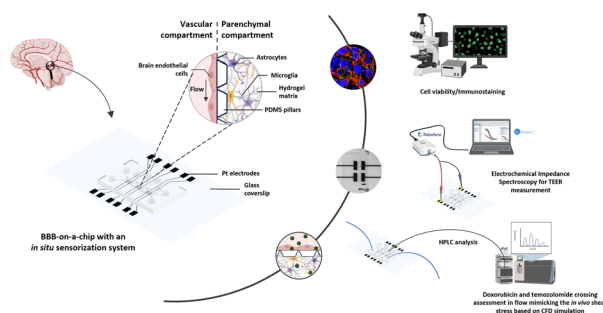 Vascular
compartment
Parenchymal
compartment
Brain endothelial
cells
Flow
Astrocytes
Microglia
Hydrogel
matrix
PDMS pillars
Pt electrodes
Glass
coverslip
BBB-on-a-chip with an
in situ sensorization system
Cell viability/Immunostaining
PalmSens
Electrochemical Impedance
Spectroscopy for TEER
measurement
HPLC analysis
Doxorubicin and temozolomide crossing
assessment in flow mimicking the in vivo shea
stress based on CFD simulation